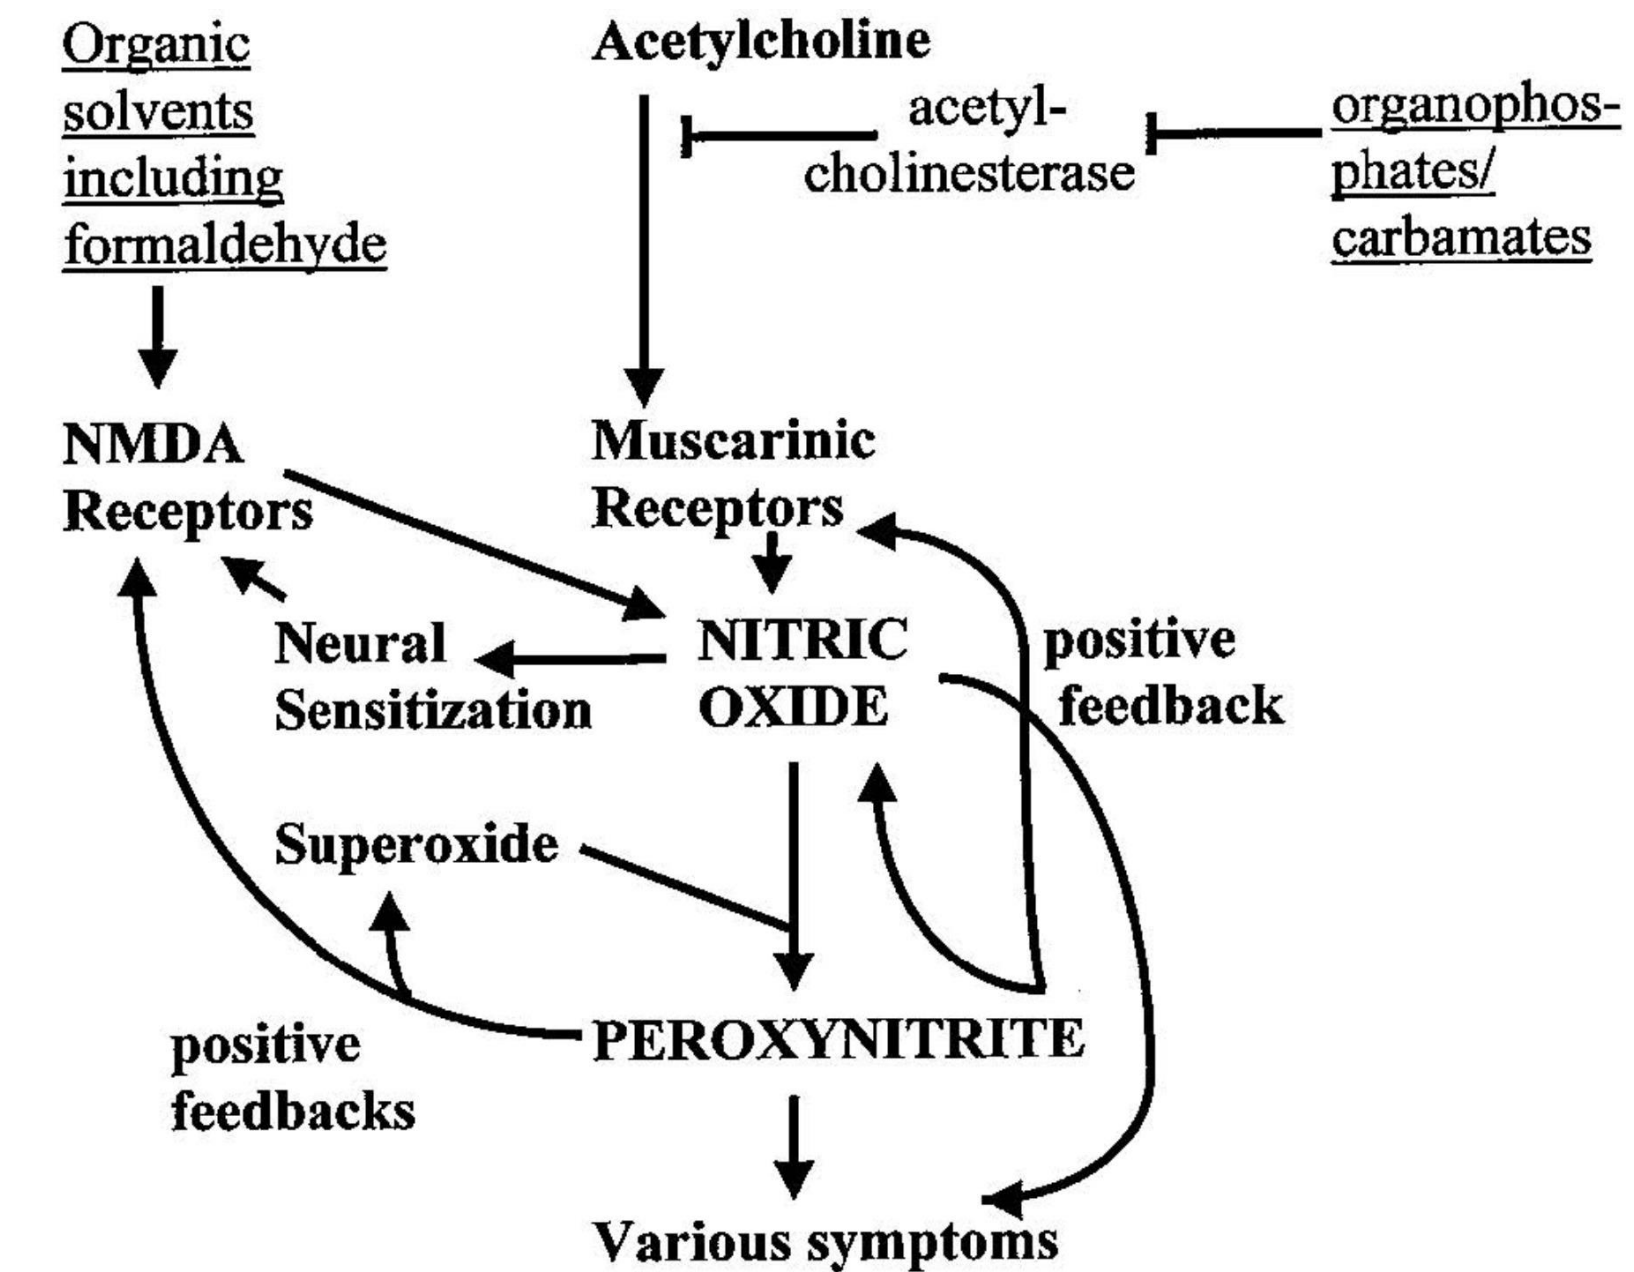 Organic
solvents
including
formaldehyde
Acetylcholine
acetyl-
cholinesterase
organophos-
phates/
carbamates
NMDA
Receptors
Muscarinic
Receptors
Neural
Sensitization
NITRIC
OXIDE
positive
feedback
Superoxide
positive
feedbacks
PEROXYNITRITE
Various symptoms